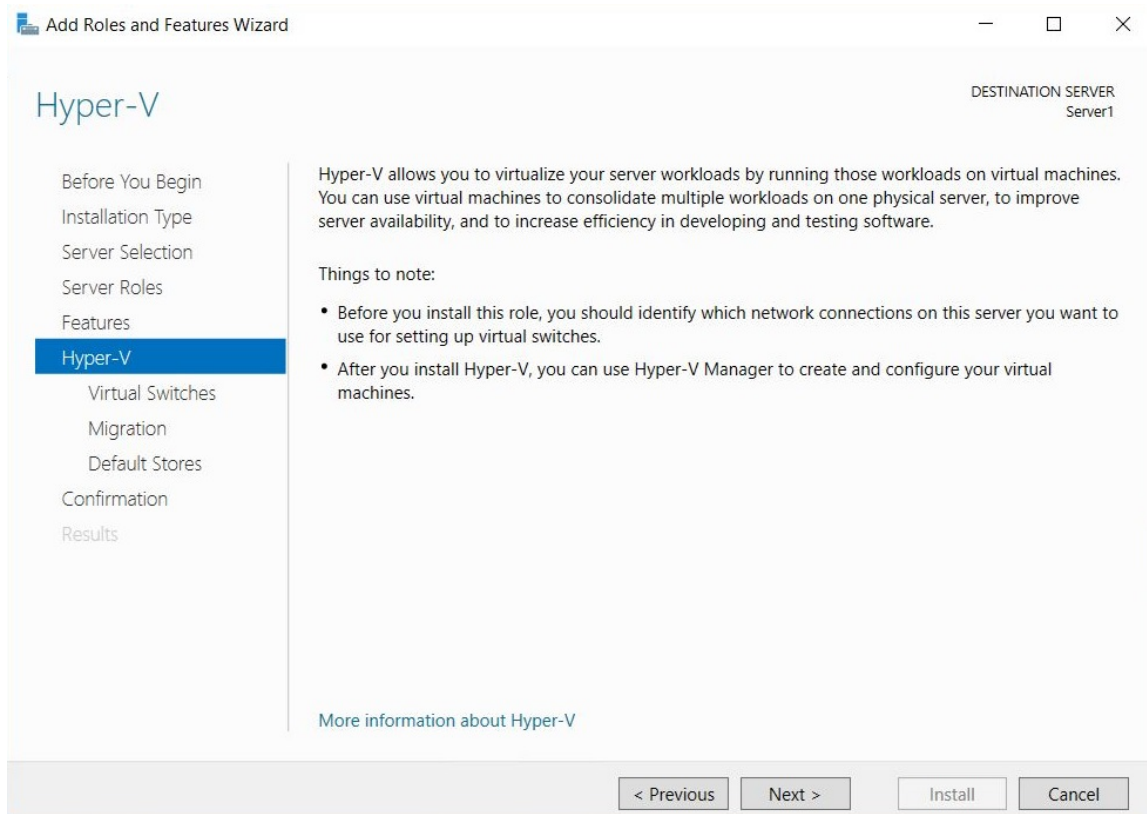 Add Roles and Features Wizard
Hyper-V
DESTINATION SERVER
Server1
Before You Begin
Installation Type
Server Selection
Server Roles
Features
Hyper-V
Virtual Switches
Migration
Default Stores
Confirmation
Results
Hyper-V allows you to virtualize your server workloads by running those workloads on virtual machines.
You can use virtual machines to consolidate multiple workloads on one physical server, to improve
server availability, and to increase efficiency in developing and testing software.
Things to note:
• Before you install this role, you should identify which network connections on this server you want to
use for setting up virtual switches.
• After you install Hyper-V, you can use Hyper-V Manager to create and configure your virtual
machines.
More information about Hyper-V
< Previous
Next >
Install
Cancel